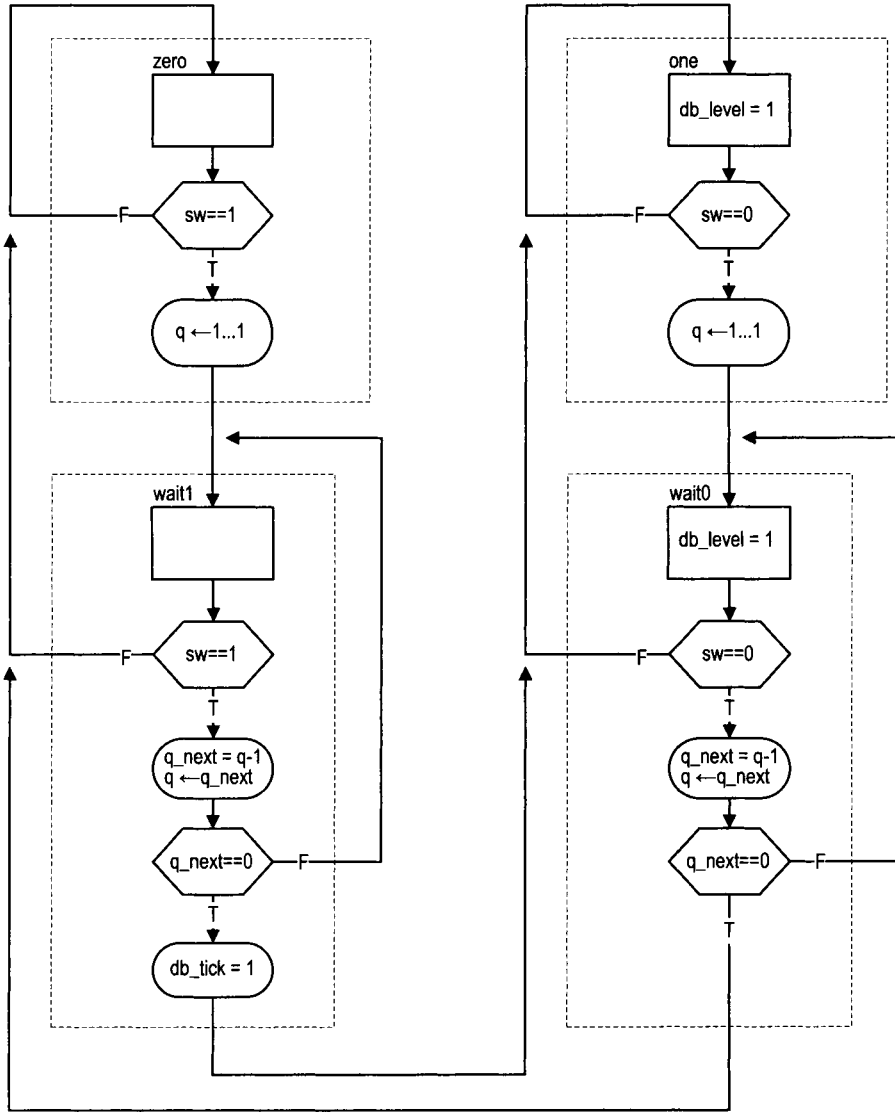 zero
sw==1
F
T
q ←1...1
wait1
sw==1
F
T
q_next = q-1
q ←q_next
q_next==0
F
T
db_tick = 1
one
db_level = 1
sw==0
F
T
q ←1...1
wait0
db_level = 1
sw==0
F
T
q_next = q-1
q ←q_next
q_next==0
F
T